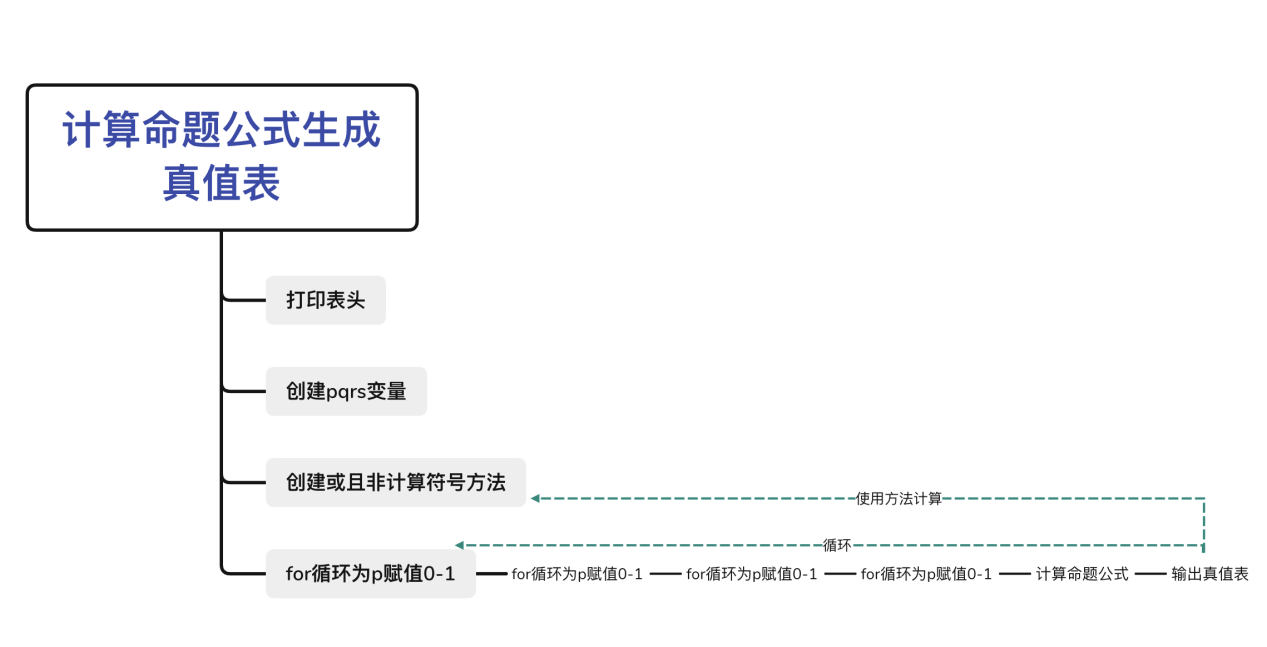 计算命题公式生成
真值表
打印表头
创建pqrs变量
创建或且非计算符号方法
使用方法计算
循环
for循环为p赋值0-1
for循环为p赋值0-1
for循环为p赋值0-1
for循环为p赋值0-1
计算命题公式
输出真值表